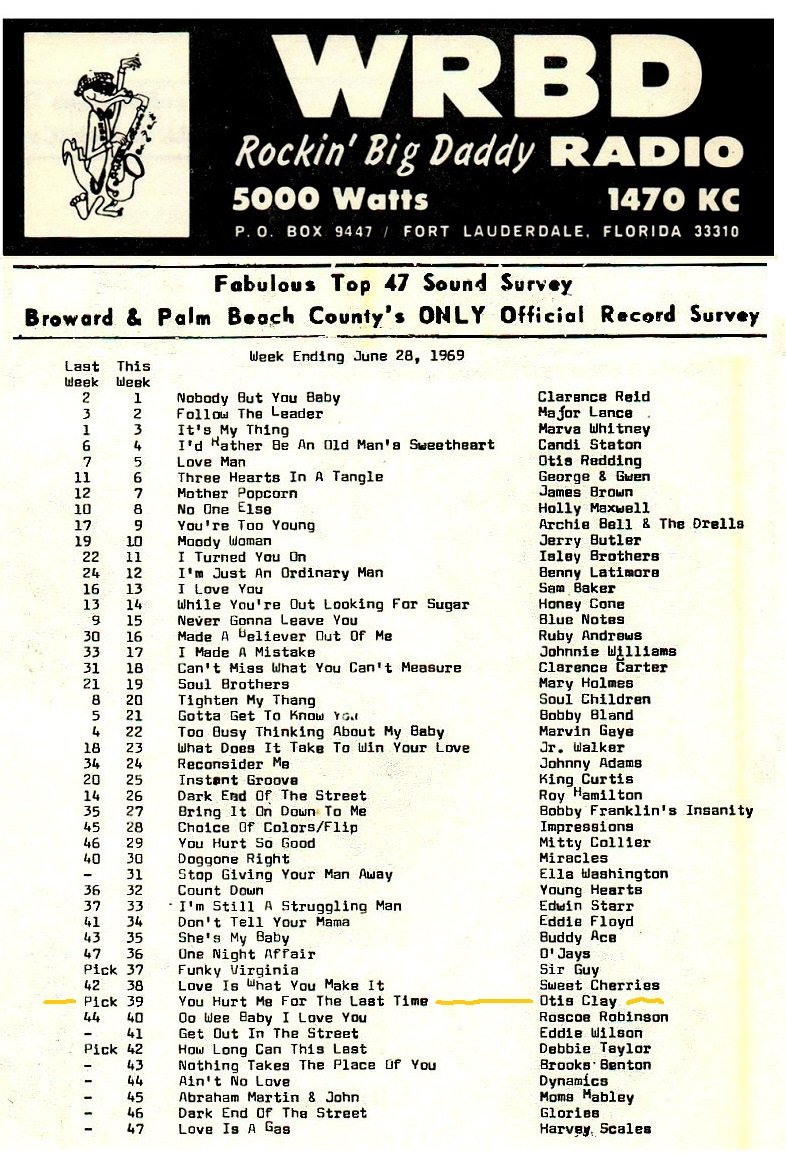 WRBD
Rockin' Big Daddy RADIO
5000 Watts 1470 KC
P. O. BOX 9447 / FORT LAUDERDALE, FLORIDA 33310
Fabulous Top 47 Sound Survey
Broward & Palm Beach County's ONLY Official Record Survey
Week Ending June 28, 1969
Last This
Week Week
2 1 Nobody But You Baby Clarence Reid
3 2 Follow The Leader Major Lance
1 3 It's My Thing Marva Whitney
6 4 I'd Rather Be An Old Man's Sweetheart Candi Staton
7 5 Love Man Otis Redding
11 6 Three Hearts In A Tangle George & Gwen
12 7 Mother Popcorn James Brown
10 8 No One Else Holly Maxwell
17 9 You're Too Young Archie Bell & The Drells
19 10 Moody Woman Jerry Butler
22 11 I Turned You On Isley Brothers
24 12 I'm Just An Ordinary Man Benny Latimore
16 13 I Love You Sam Baker
13 14 While You're Out Looking For Sugar Honey Cone
9 15 Never Gonna Leave You Blue Notes
30 16 Made A Believer Out Of Me Ruby Andrews
33 17 I Made A Mistake Johnnie Williams
31 18 Can't Miss What You Can't Measure Clarence Carter
21 19 Soul Brothers Mary Holmes
8 20 Tighten My Thang Soul Children
5 21 Gotta Get To Know You Bobby Bland
4 22 Too Busy Thinking About My Baby Marvin Gaye
18 23 What Does It Take To Win Your Love Jr. Walker
34 24 Reconsider Me Johnny Adams
20 25 Instant Groove King Curtis
14 26 Dark End Of The Street Roy Hamilton
35 27 Bring It On Down To Me Bobby Franklin's Insanity
45 28 Choice Of Colors/Flip Impressions
46 29 You Hurt So Good Mitty Collier
40 30 Doggone Right Miracles
- 31 Stop Giving Your Man Away Ella Washington
36 32 Count Down Young Hearts
37 33 I'm Still A Struggling Man Edwin Starr
41 34 Don't Tell Your Mama Eddie Floyd
43 35 She's My Baby Buddy Ace
47 36 One Night Affair O'Jays
Pick 37 Funky Virginia Sir Guy
42 38 Love Is What You Make It Sweet Cherries
Pick 39 You Hurt Me For The Last Time Otis Clay
44 40 Oo Wee Baby I Love You Roscoe Robinson
- 41 Get Out In The Street Eddie Wilson
Pick 42 How Long Can This Last Debbie Taylor
- 43 Nothing Takes The Place Of You Brooks Benton
- 44 Ain't No Love Dynamics
- 45 Abraham Martin & John Moms Mabley
- 46 Dark End Of The Street Glories
- 47 Love Is A Gas Harvey Scales